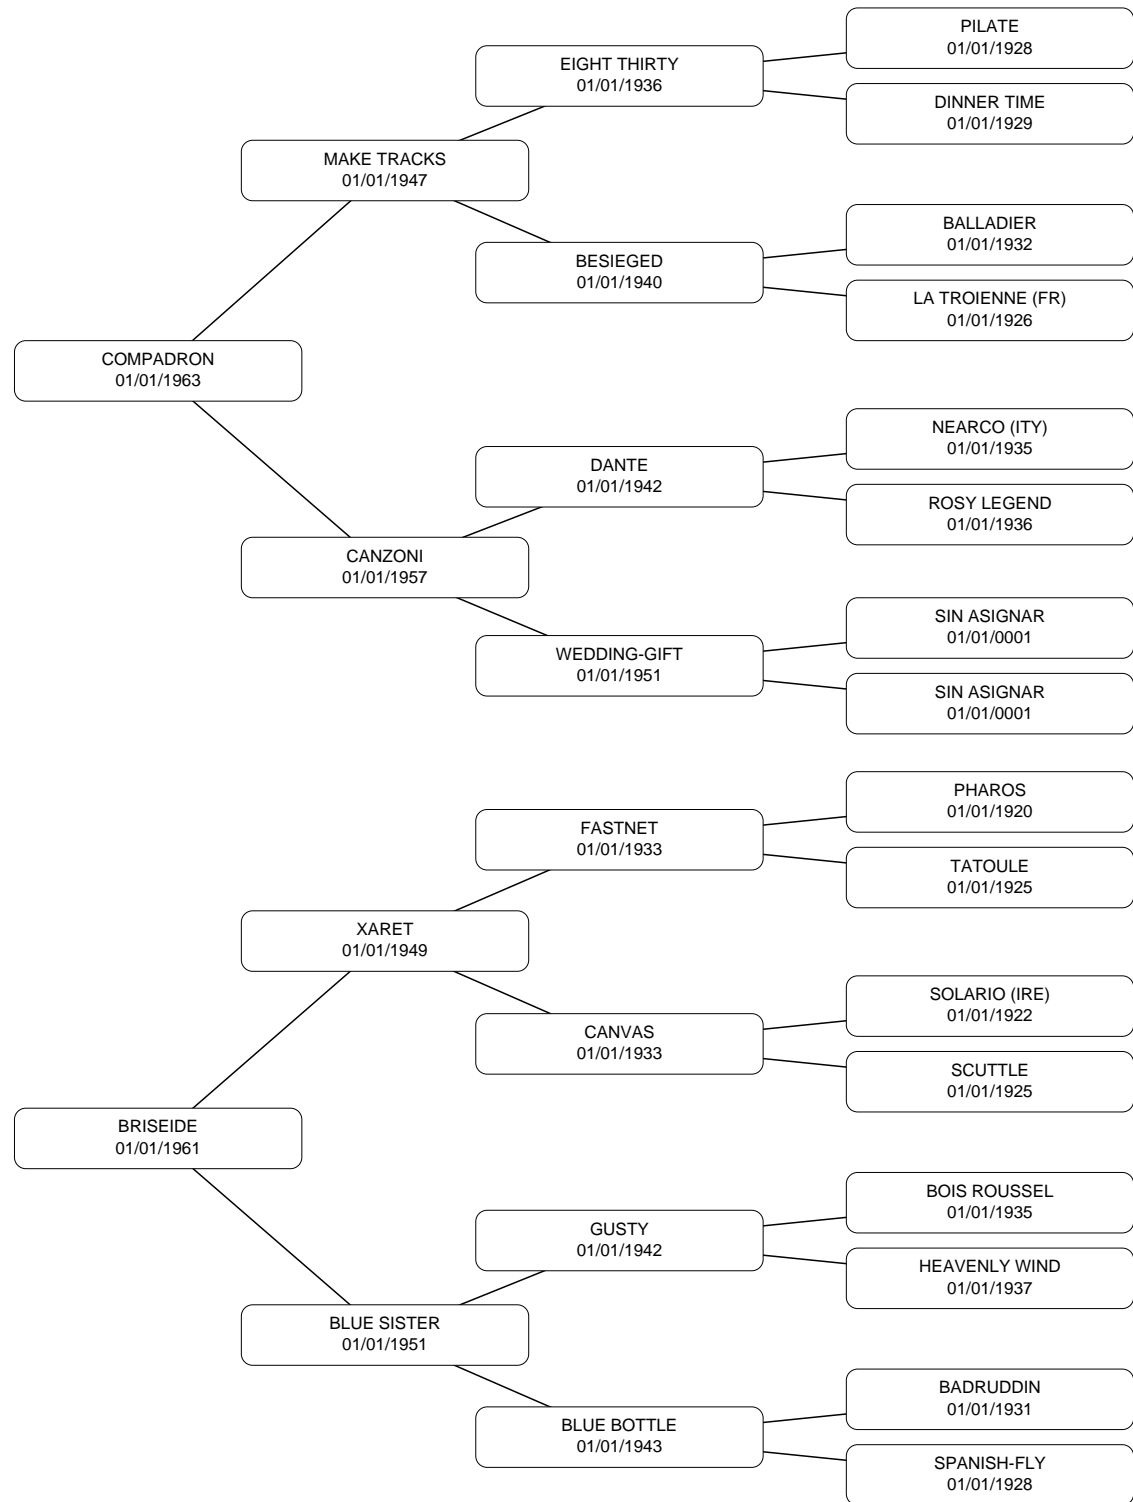 PILATE
01/01/1928
EIGHT THIRTY
01/01/1936
DINNER TIME
01/01/1929
MAKE TRACKS
01/01/1947
BALLADIER
01/01/1932
BESIEGED
01/01/1940
LA TROIENNE (FR)
01/01/1926
COMPADRON
01/01/1963
NEARCO (ITY)
01/01/1935
DANTE
01/01/1942
ROSY LEGEND
01/01/1936
CANZONI
01/01/1957
SIN ASIGNAR
01/01/0001
WEDDING-GIFT
01/01/1951
SIN ASIGNAR
01/01/0001
PHAROS
01/01/1920
FASTNET
01/01/1933
TATOULE
01/01/1925
XARET
01/01/1949
SOLARIO (IRE)
01/01/1922
CANVAS
01/01/1933
SCUTTLE
01/01/1925
BRISEIDE
01/01/1961
BOIS ROUSSEL
01/01/1935
GUSTY
01/01/1942
HEAVENLY WIND
01/01/1937
BLUE SISTER
01/01/1951
BADRUDDIN
01/01/1931
BLUE BOTTLE
01/01/1943
SPANISH-FLY
01/01/1928